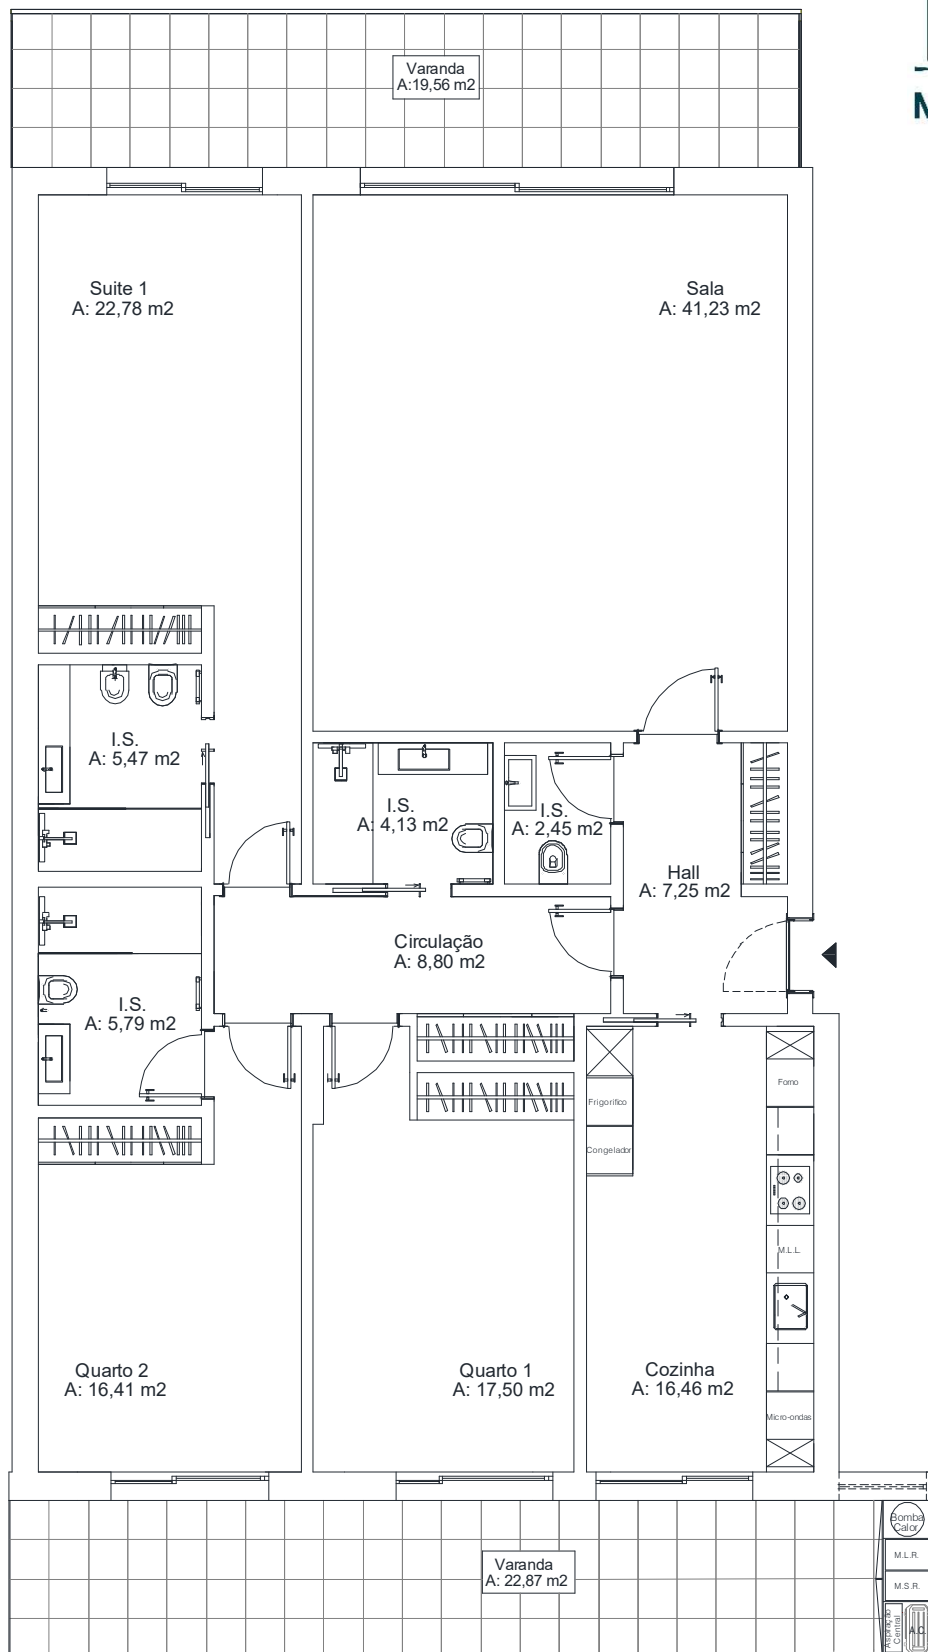 Varanda
A:19,56 m2
M
Suite 1
A: 22,78 m2
Sala
A: 41,23 m2
I.S.
A: 5,47 m2
I.S.
A: 4,13 m2
I.S.
A: 2,45 m2
Hall
A: 7,25 m2
Circulação
A: 8,80 m2
I.S.
A: 5,79 m2
Frigorifico
Congelador
Forno
M.L.L.
Micro-ondas
Quarto 2
A: 16,41 m2
Quarto 1
A: 17,50 m2
Cozinha
A: 16,46 m2
Varanda
A: 22,87 m2
Bomba
Calor
M.L.R.
M.S.R.
Aspiração
Central
A.C.